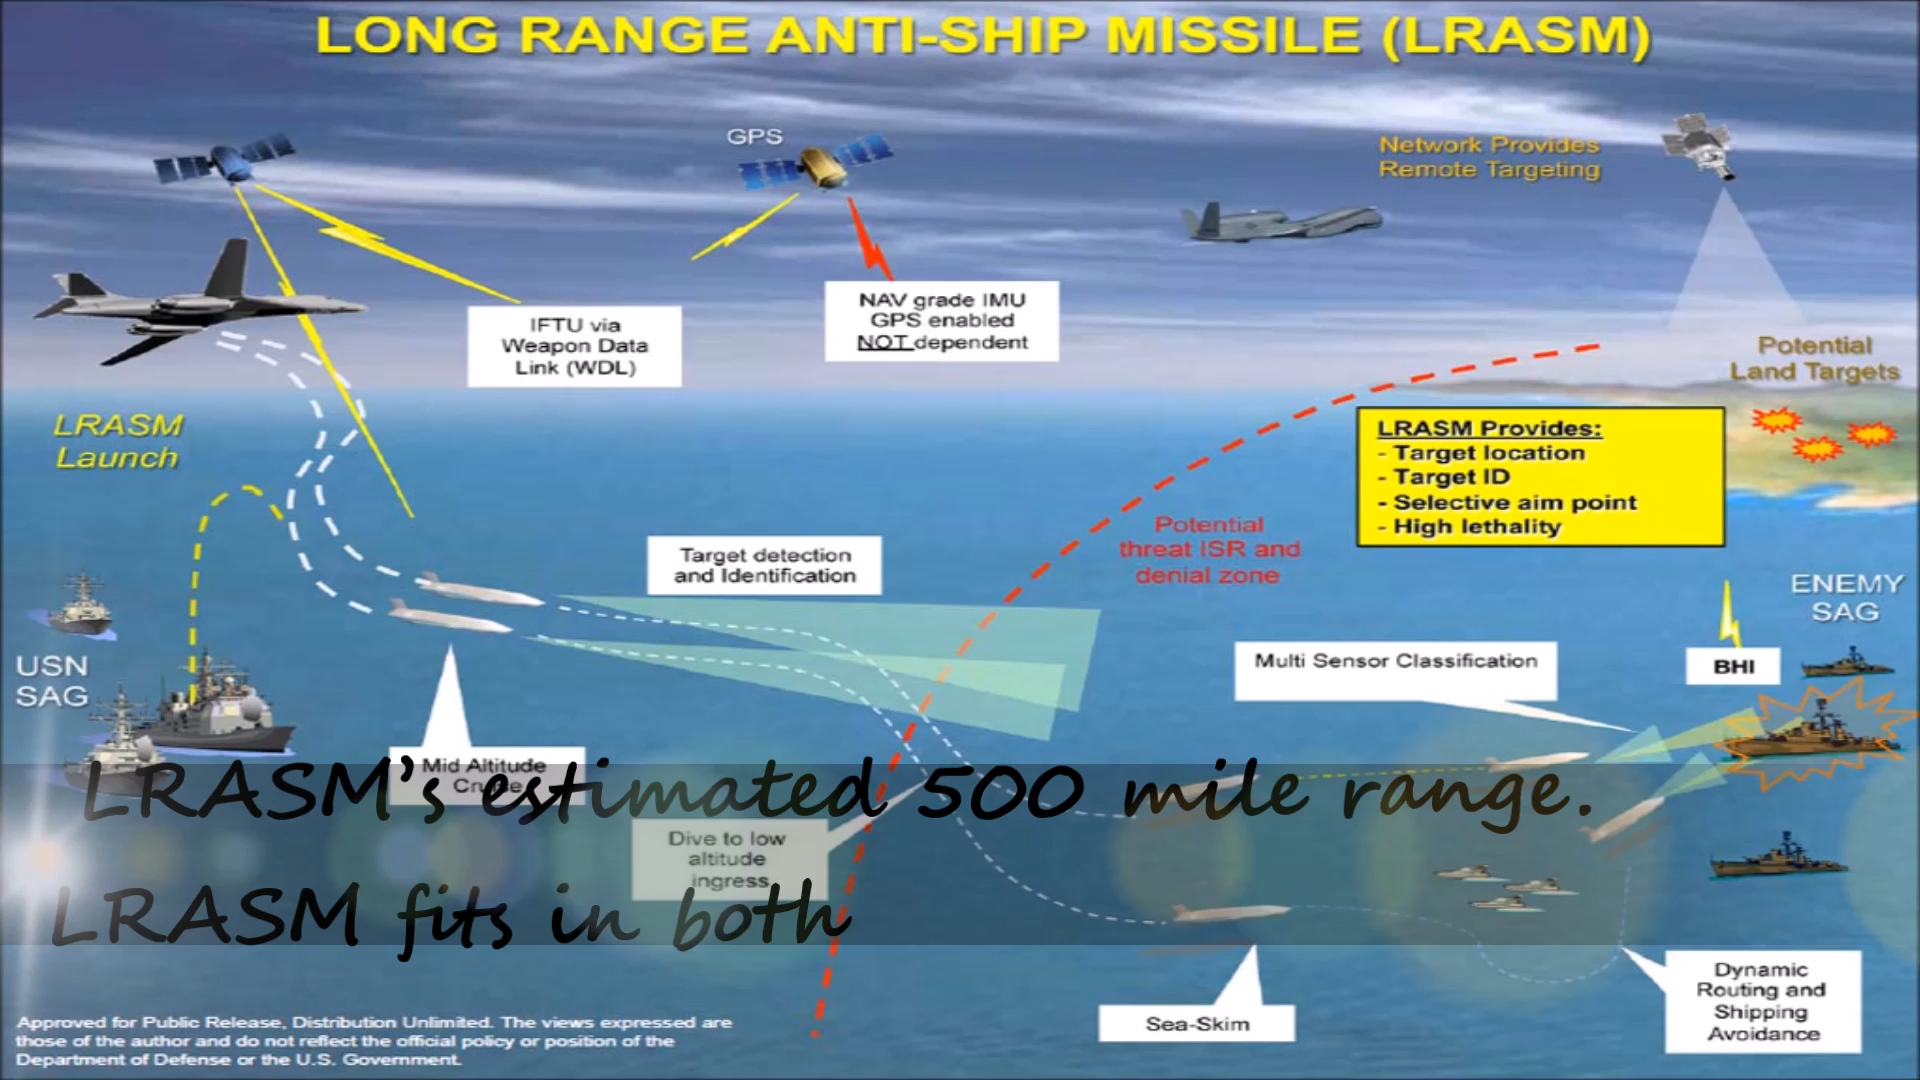 LONG RANGE ANTI-SHIP MISSILE (LRASM)
GPS
Network Provides
Remote Targeting
IFTU via
Weapon Data
Link (WDL)
NAV grade IMU
GPS enabled
NOT dependent
Potential
Land Targets
LRASM
Launch
LRASM Provides:
- Target location
- Target ID
- Selective aim point
- High lethality
Potential
threat ISR and
denial zone
Target detection
and Identification
ENEMY
SAG
USN
SAG
Multi Sensor Classification
BHI
Mid Altitude
Cruise
LRASM's estimated 500 mile range.
Dive to low
altitude
ingress
LRASM fits in both
Sea-Skim
Dynamic
Routing and
Shipping
Avoidance
Approved for Public Release, Distribution Unlimited. The views expressed are
those of the author and do not reflect the official policy or position of the
Department of Defense or the U.S. Government.